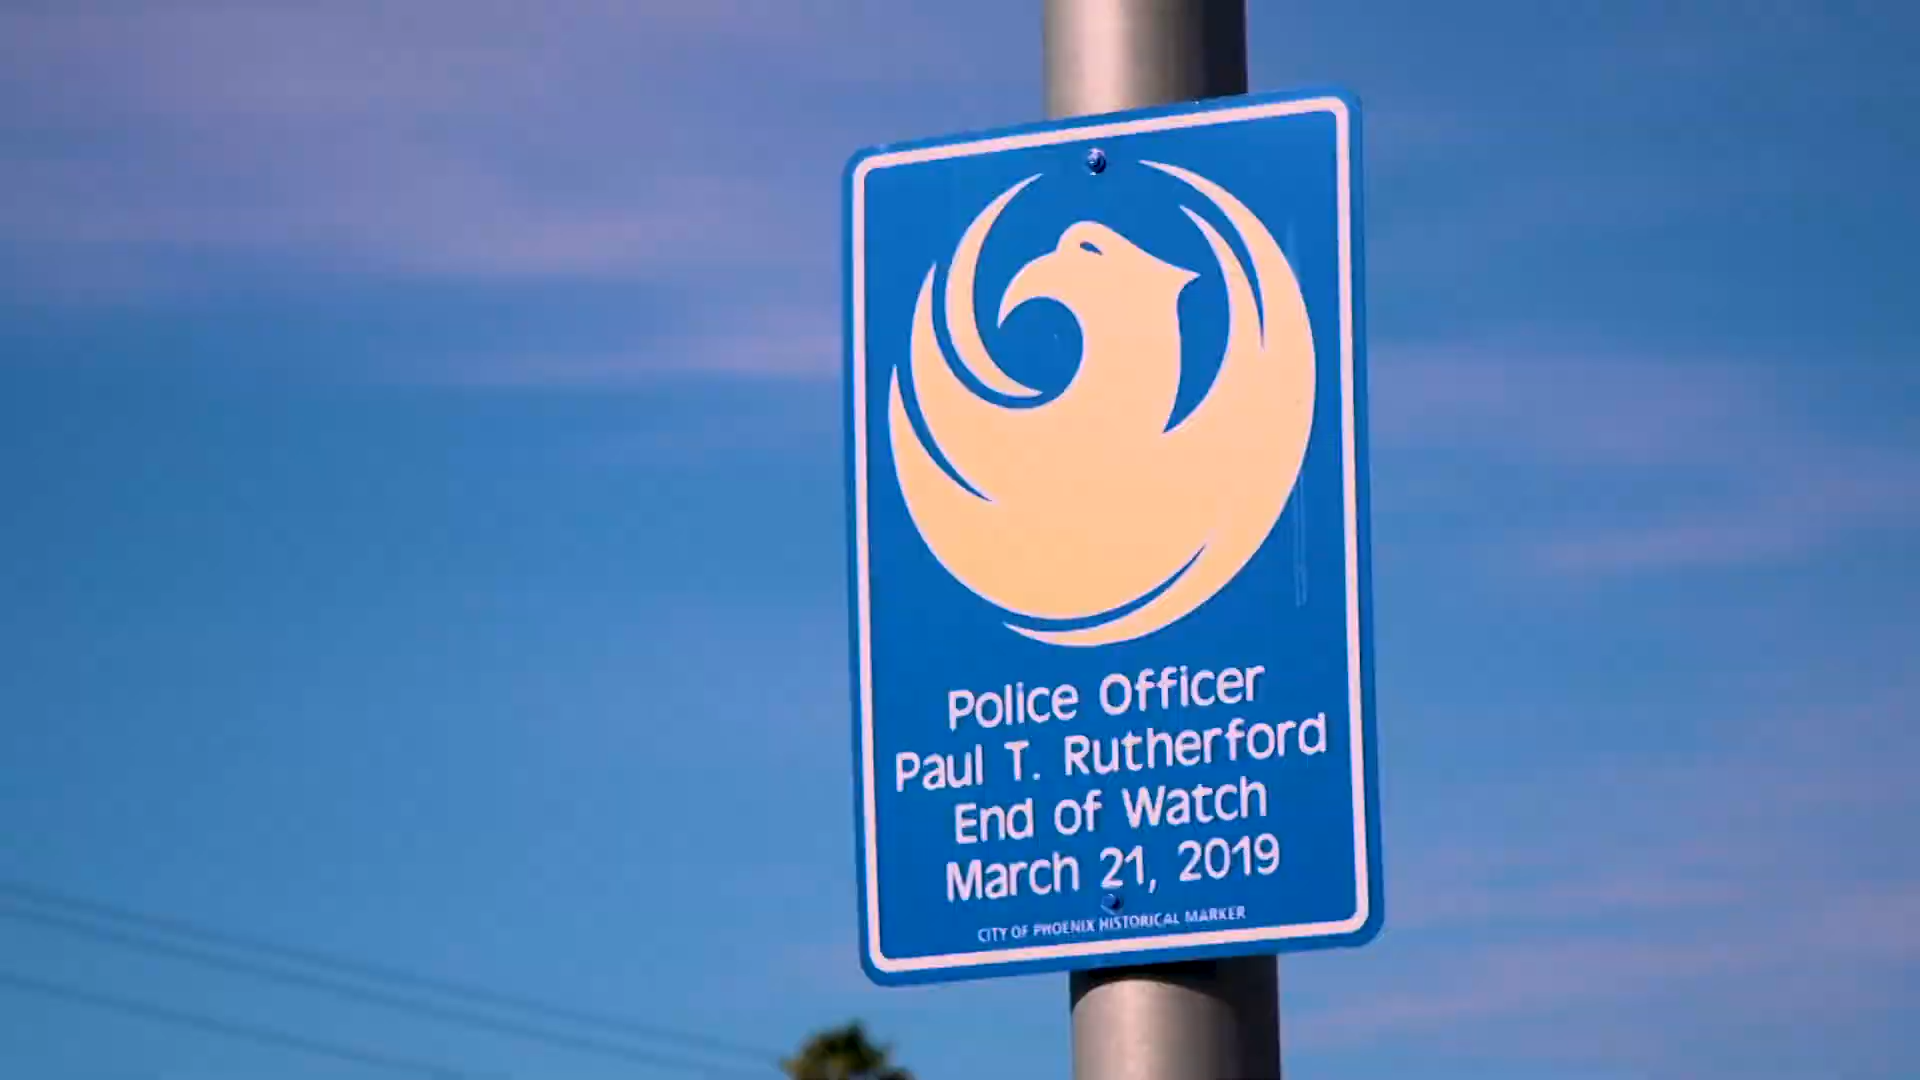 Police Officer
Paul T. Rutherford
End of Watch
March 21, 2019
CITY OF PHOENIX HISTORICAL MARKER